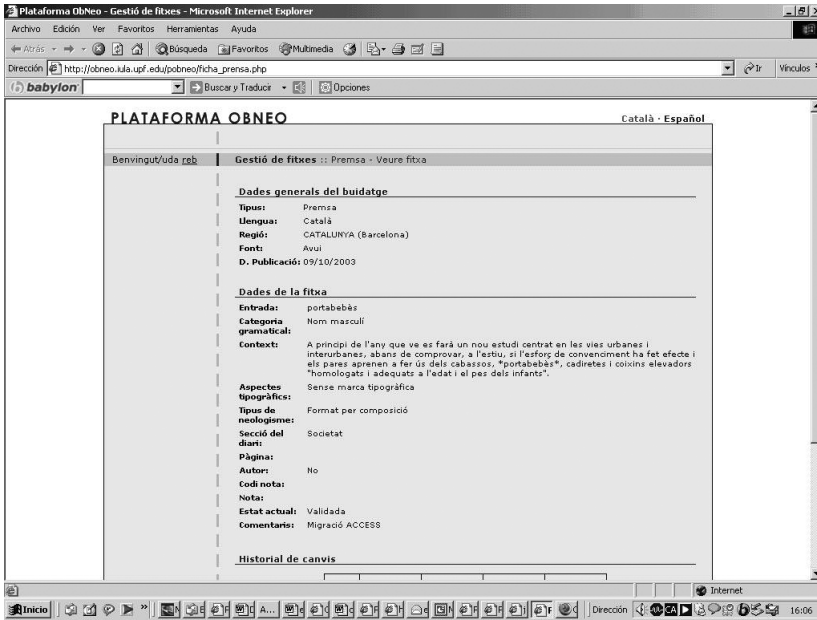 Plataforma ObNeo - Gestió de fitxes - Microsoft Internet Explorer
Archivo Edición Ver Favoritos Herramientas Ayuda
Atrás Búsqueda Favoritos Multimedia
Dirección http://obneo.iula.upf.edu/pobneo/ficha_prensa.php Ir Vínculos
babylon Buscar y Traducir Opciones
PLATAFORMA OBNEO Català · Español
Benvingut/uda reb Gestió de fitxes :: Premsa - Veure fitxa
Dades generals del buidatge
Tipus: Premsa
Llengua: Català
Regió: CATALUNYA (Barcelona)
Font: Avui
D. Publicació: 09/10/2003
Dades de la fitxa
Entrada: portabebès
Categoria Nom masculí
gramatical:
Context: A principi de l'any que ve es farà un nou estudi centrat en les vies urbanes i
interurbanes, abans de comprovar, a l'estiu, si l'esforç de convenciment ha fet efecte i
els pares aprenen a fer ús dels cabassos, *portabebès*, cadiretes i coixins elevadors
"homologats i adequats a l'edat i el pes dels infants".
Aspectes Sense marca tipogràfica
tipogràfics:
Tipus de Format per composició
neologisme:
Secció del Societat
diari:
Pàgina:
Autor: No
Codi nota:
Nota:
Estat actual: Validada
Comentaris: Migració ACCESS
Historial de canvis
Internet
Inicio Dirección CA 16:06